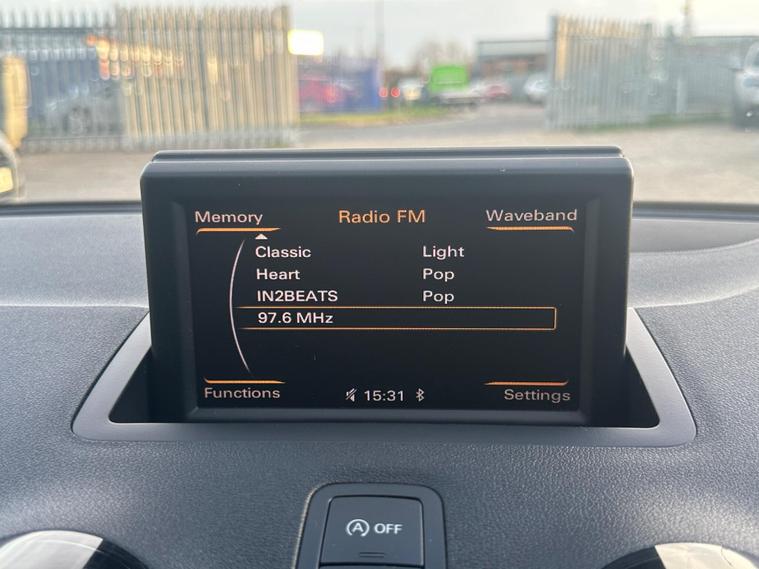 Memory Radio FM Waveband
Classic Light
Heart Pop
IN2BEATS Pop
97.6 MHz
Functions 15:31 Settings
A OFF